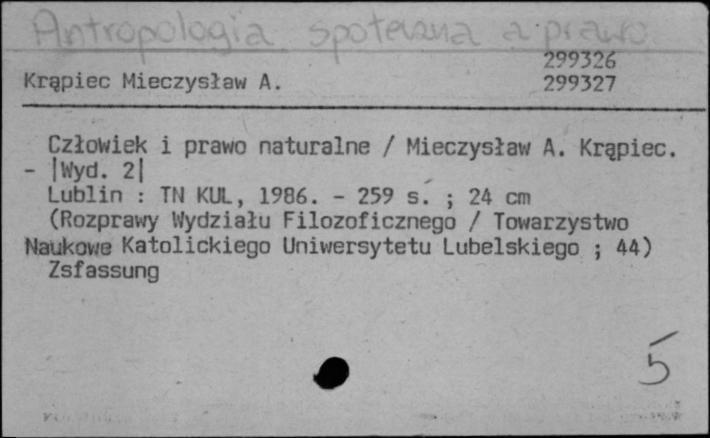 Antropologia społeczna a prawo.
299326
Krąpiec Mieczysław A. 299327
Człowiek i prawo naturalne / Mieczysław A. Krąpiec.
- |Wyd. 2|
Lublin : TN KUL, 1986. - 259 s. ; 24 cm
(Rozprawy Wydziału Filozoficznego / Towarzystwo
Naukowe Katolickiego Uniwersytetu Lubelskiego ; 44)
Zsfassung
5